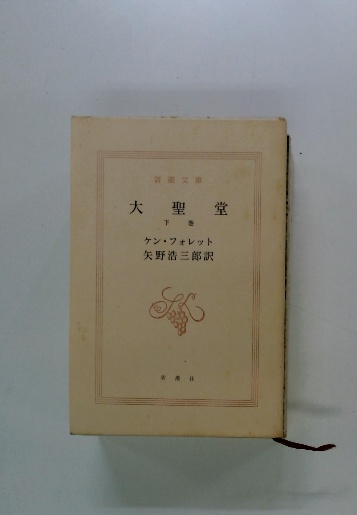 新潮文庫
大聖堂
下巻
ケン・フォレット
矢野浩三郎訳
新潮社